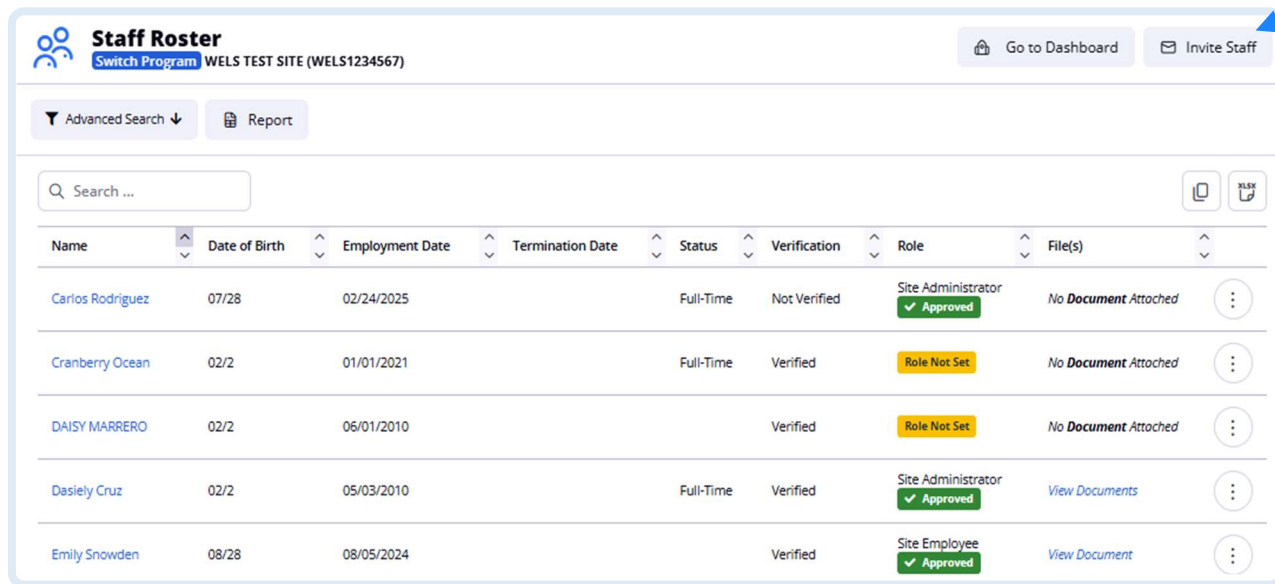 Staff Roster
Switch Program WELS TEST SITE (WELS1234567)
Go to Dashboard
Invite Staff
Advanced Search
Report
Search ...
XLSX
Name Date of Birth Employment Date Termination Date Status Verification Role File(s)
Carlos Rodriguez 07/28 02/24/2025 Full-Time Not Verified Site Administrator Approved No Document Attached
Cranberry Ocean 02/2 01/01/2021 Full-Time Verified Role Not Set No Document Attached
DAISY MARRERO 02/2 06/01/2010 Verified Role Not Set No Document Attached
Dasiely Cruz 02/2 05/03/2010 Full-Time Verified Site Administrator Approved View Documents
Emily Snowden 08/28 08/05/2024 Verified Site Employee Approved View Document